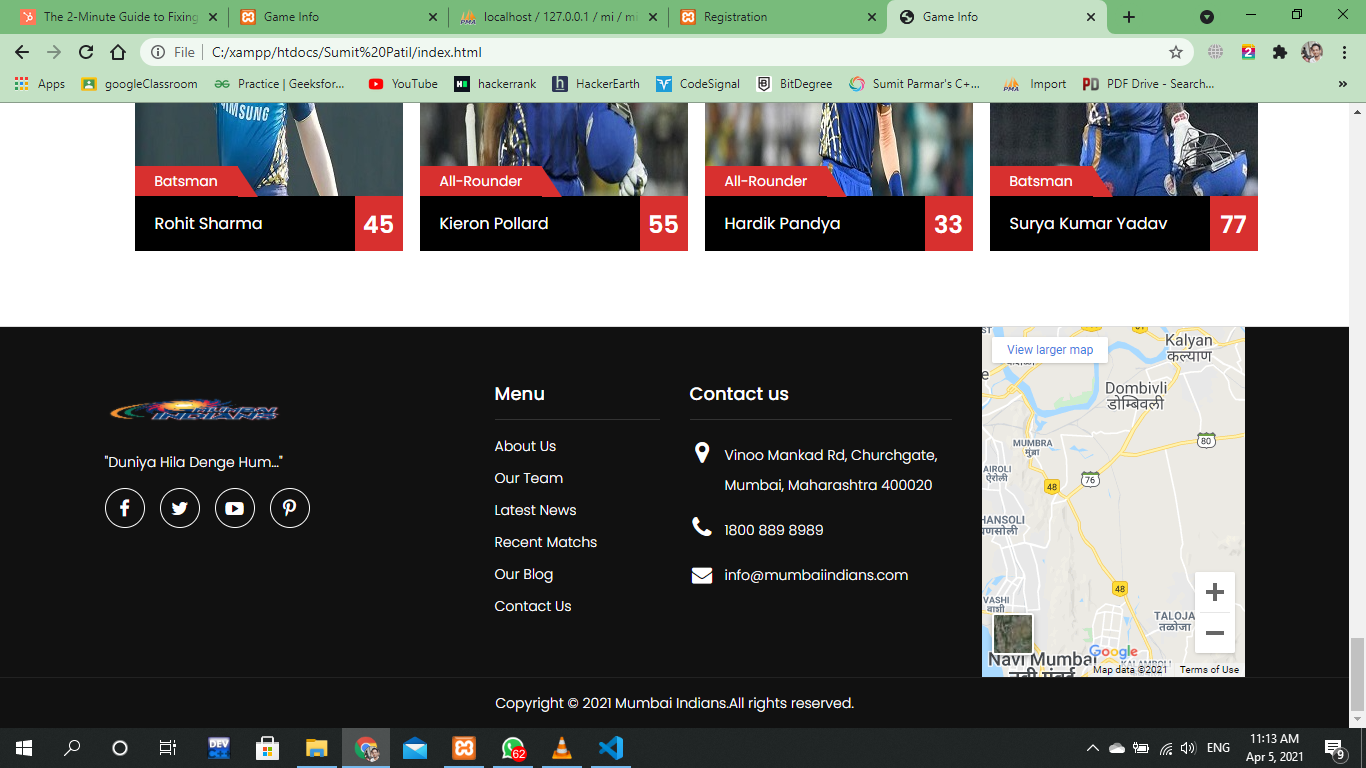 The 2-Minute Guide to Fixing
Game Info
localhost / 127.0.0.1 / mi / mi
Registration
Game Info
File
C:/xampp/htdocs/Sumit%20Patil/index.html
Apps
googleClassroom
Practice | Geeksfor...
YouTube
hackerrank
HackerEarth
CodeSignal
BitDegree
Sumit Parmar's C+...
Import
PDF Drive - Search...
SAMSUNG
Batsman
All-Rounder
All-Rounder
Batsman
Rohit Sharma
45
Kieron Pollard
55
Hardik Pandya
33
Surya Kumar Yadav
77
MUMBAI
INDIANS
"Duniya Hila Denge Hum..."
Menu
About Us
Our Team
Latest News
Recent Matchs
Our Blog
Contact Us
Contact us
Vinoo Mankad Rd, Churchgate,
Mumbai, Maharashtra 400020
1800 889 8989
info@mumbaiindians.com
View larger map
Kalyan
कल्याण
Dombivli
डोम्बिवली
MUMBRA
मुंब्रा
80
76
48
AIROLI
ऐरोली
HANSOLI
48
VASHI
वाशी
TALOJA
तळोजा
Navi Mumbai
नवी मुंबई
KALAMBOLI
Google
Map data ©2021
Terms of Use
Copyright © 2021 Mumbai Indians.All rights reserved.
DEV
62
ENG
11:13 AM
Apr 5, 2021
9